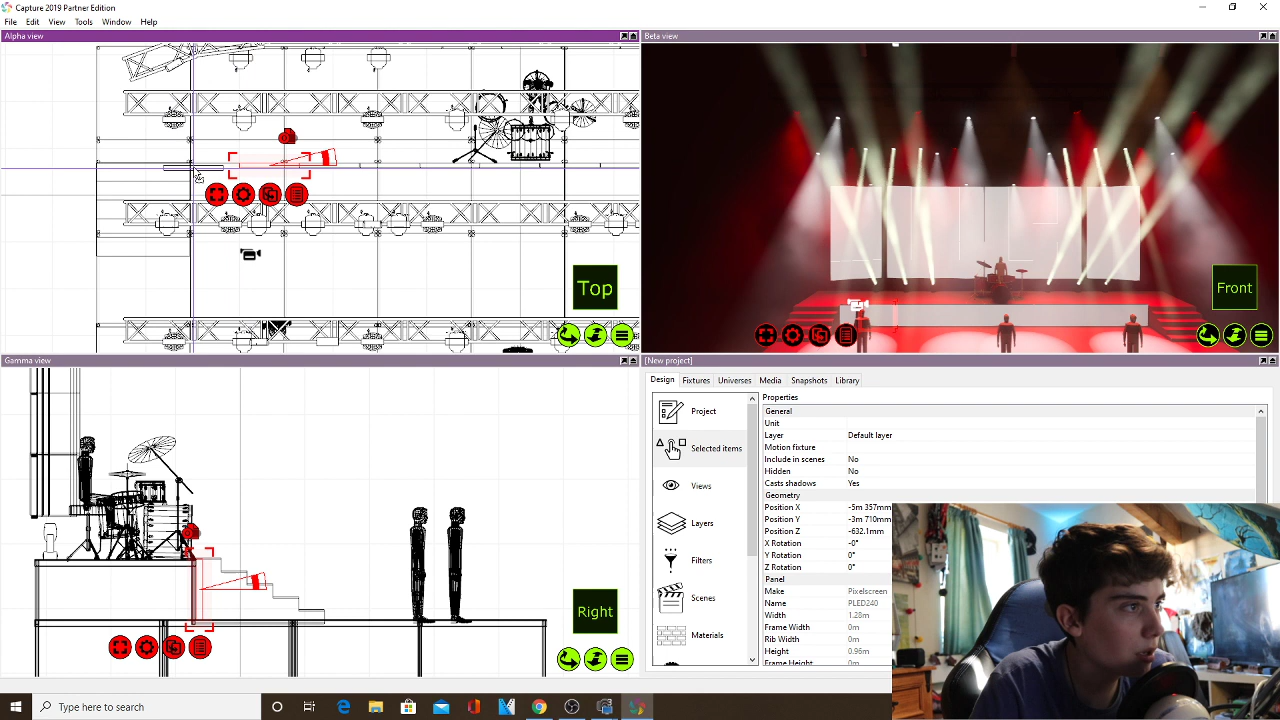 Capture 2019 Partner Edition
File Edit View Tools Window Help
Alpha view
Beta view
Top
Front
Gamma view
[New project]
Right
Design Fixtures Universes Media Snapshots Library
Project
Selected items
Views
Layers
Filters
Scenes
Materials
Properties
General
Unit
Layer Default layer
Motion fixture
Include in scenes No
Hidden No
Casts shadows Yes
Geometry
Position X -5m 357mm
Position Y -3m 710mm
Position Z -632.1mm
X Rotation -0°
Y Rotation 0°
Z Rotation 0°
Panel
Make Pixelscreen
Name PLED240
Width 1.28m
Frame Width 0m
Rib Width 0m
Height 0.96m
Frame Height 0m
Type here to search